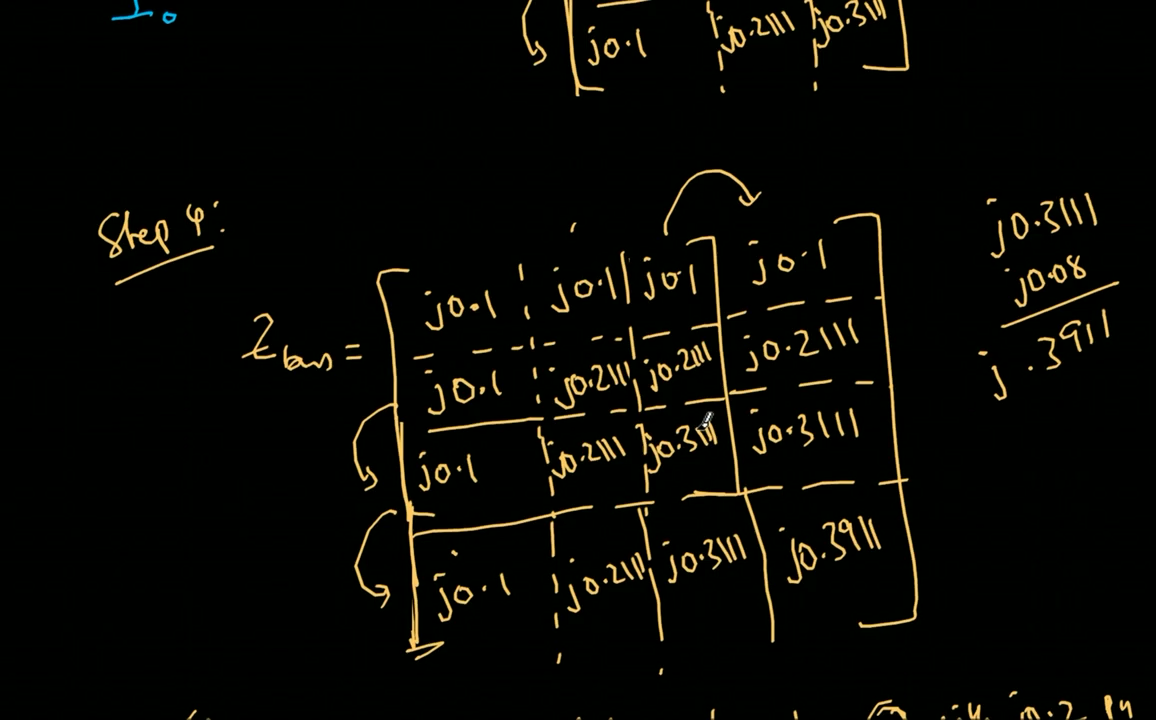 I₀
j0.1 j0.2111 j0.3111
Step 4:
Zbus =
j0.1 j0.1 j0.1 j0.1
j0.1 j0.2111 j0.2111 j0.2111
j0.1 j0.2111 j0.3111 j0.3111
j0.1 j0.2111 j0.3111 j0.3911
j0.3111
j0.08
j.3911